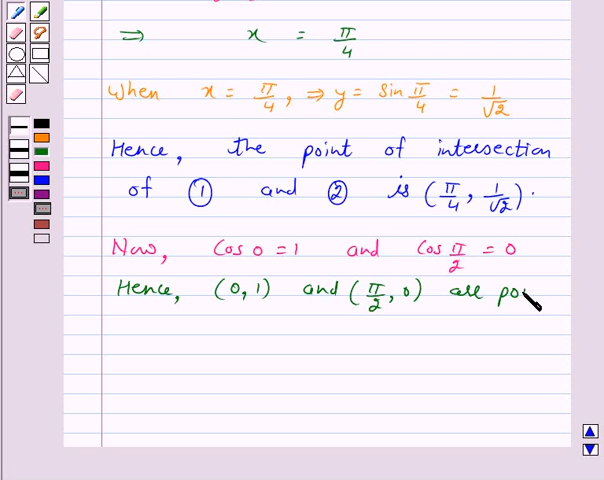 ⇒ x = π/4
When x = π/4, ⇒ y = sin π/4 = 1/√2
Hence, the point of intersection
of ① and ② is (π/4, 1/√2).
Now, cos 0 = 1 and cos π/2 = 0
Hence, (0, 1) and (π/2, 0) are po